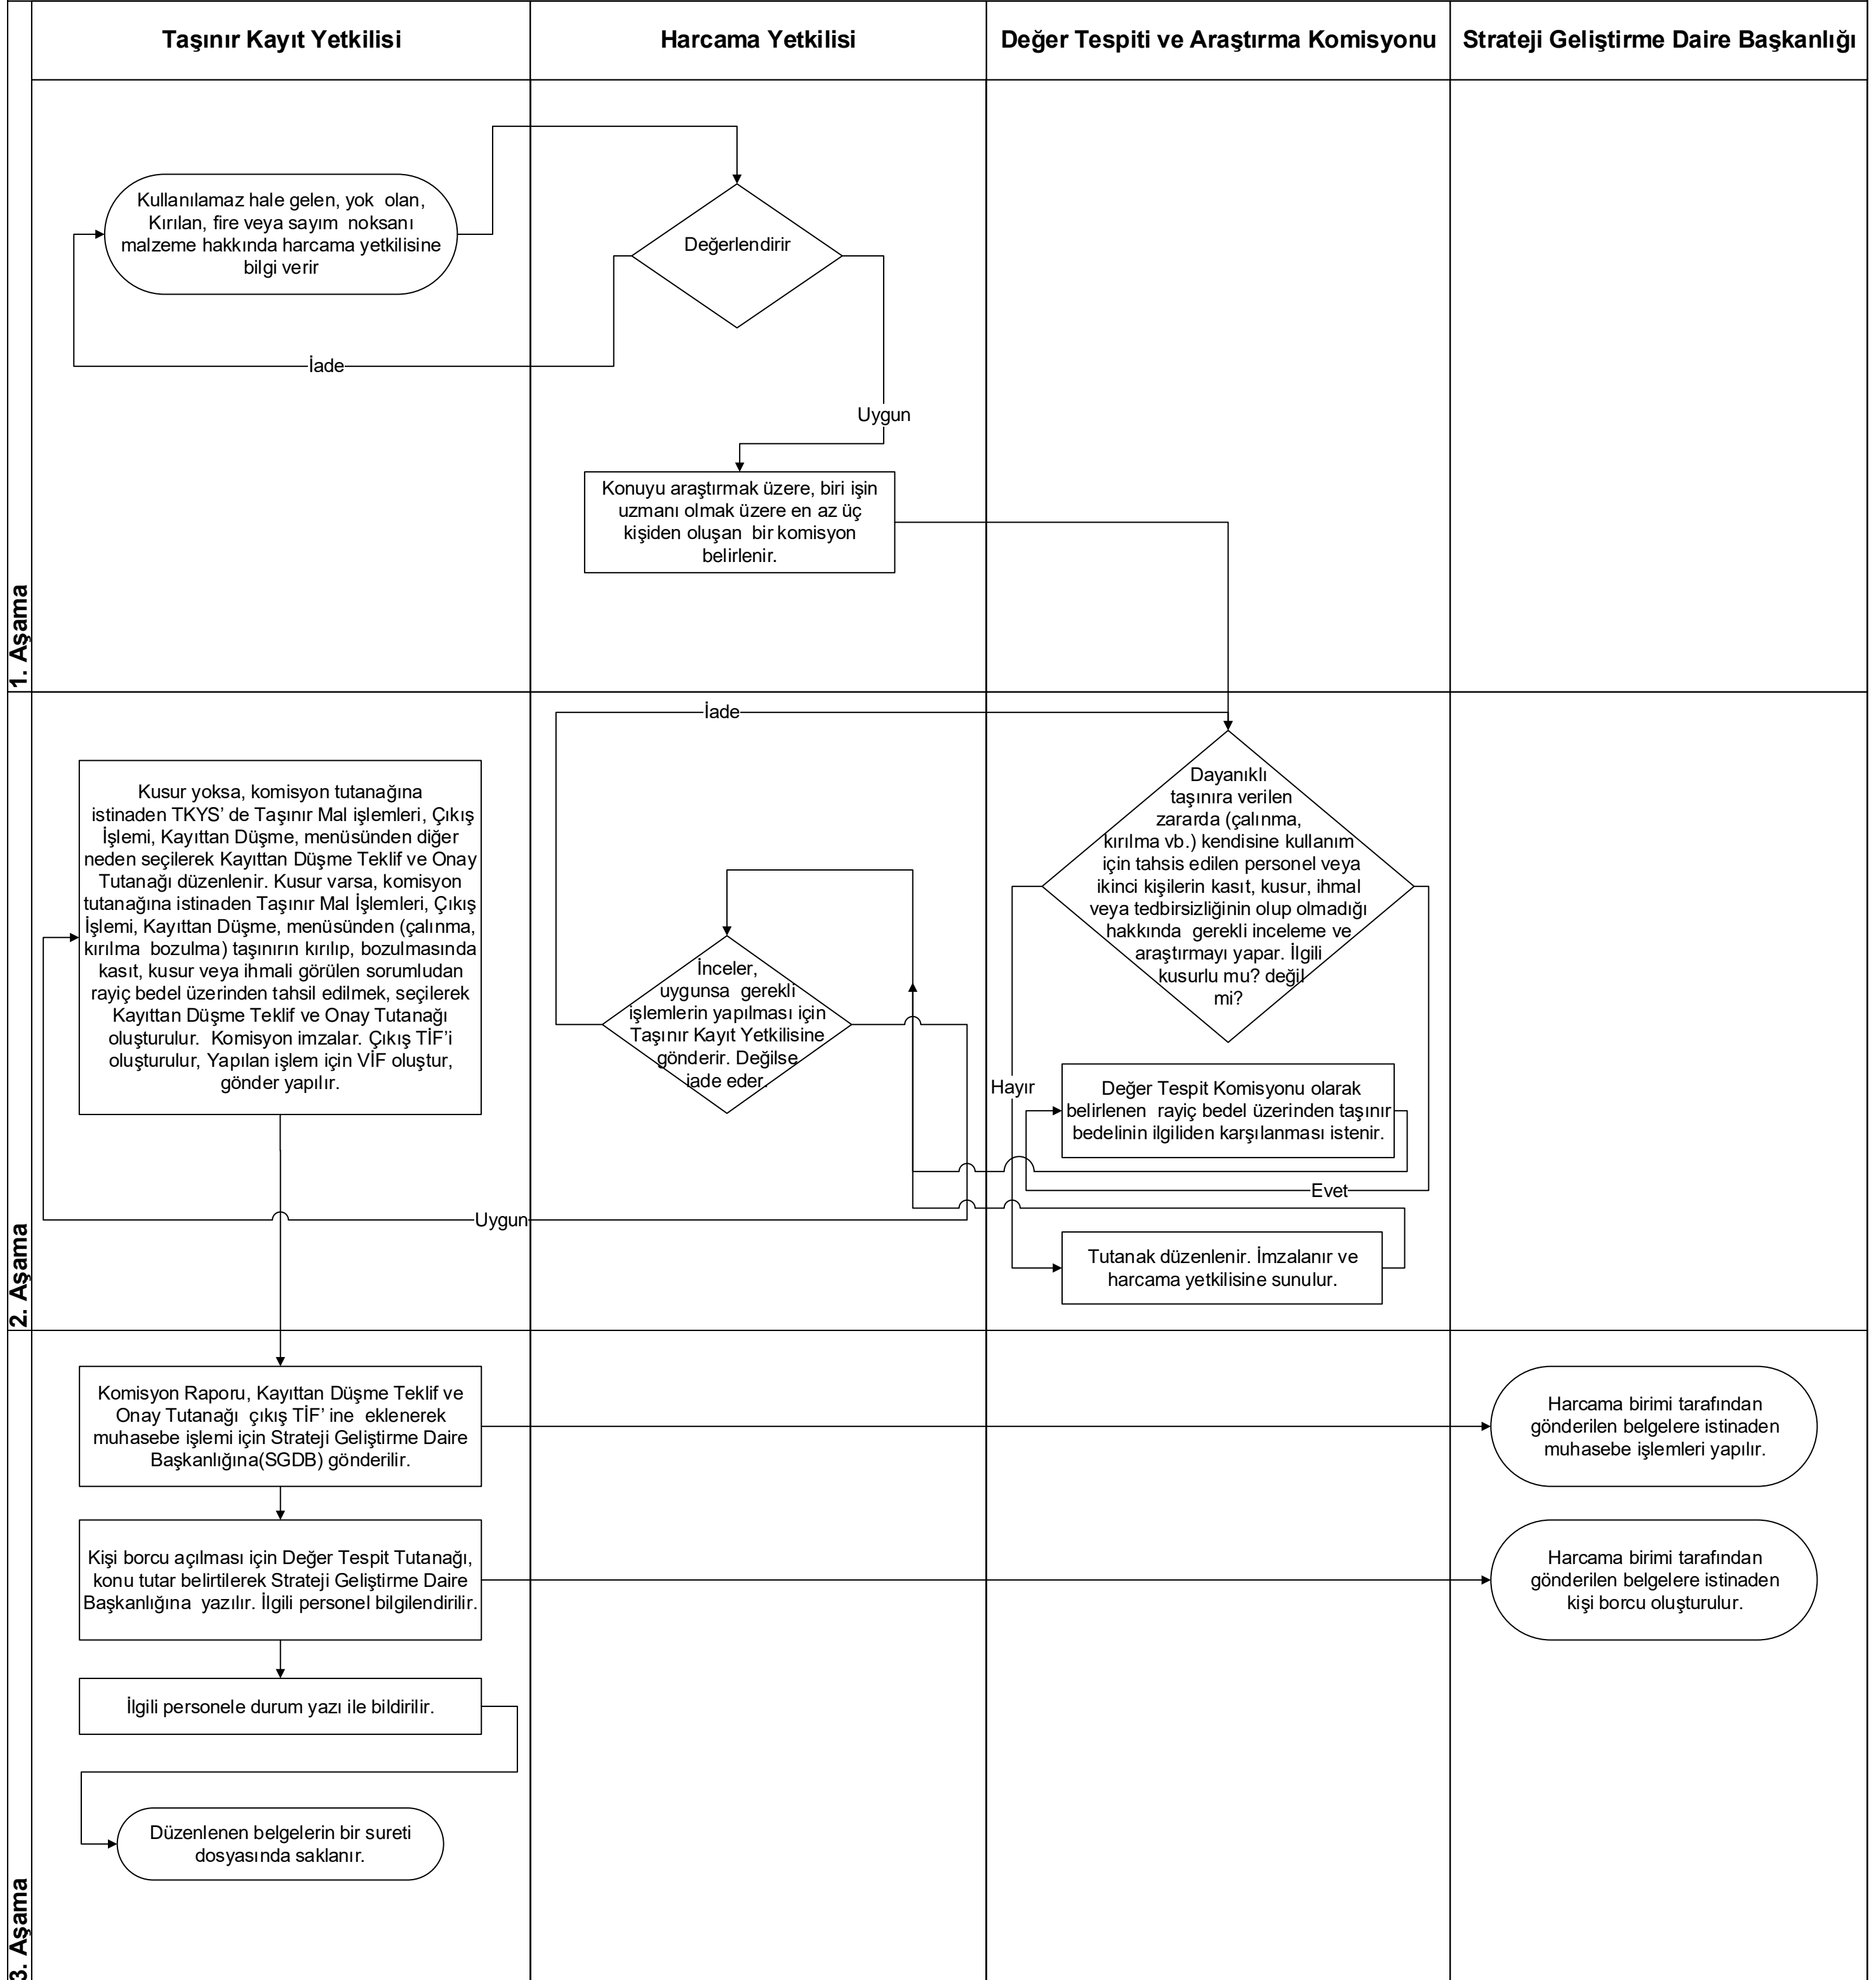 Taşınır Kayıt Yetkilisi
Harcama Yetkilisi
Değer Tespiti ve Araştırma Komisyonu
Strateji Geliştirme Daire Başkanlığı
1. Aşama
Kullanılamaz hale gelen, yok olan,
Kırılan, fire veya sayım noksanı
malzeme hakkında harcama yetkilisine
bilgi verir
Değerlendirir
İade
Uygun
Konuyu araştırmak üzere, biri işin
uzmanı olmak üzere en az üç
kişiden oluşan bir komisyon
belirlenir.
2. Aşama
İade
Dayanıklı
taşınıra verilen
zararda (çalınma,
kırılma vb.) kendisine kullanım
için tahsis edilen personel veya
ikinci kişilerin kasıt, kusur, ihmal
veya tedbirsizliğinin olup olmadığı
hakkında gerekli inceleme ve
araştırmayı yapar. İlgili
kusurlu mu? değil
mi?
Kusur yoksa, komisyon tutanağına
istinaden TKYS’ de Taşınır Mal işlemleri, Çıkış
İşlemi, Kayıttan Düşme, menüsünden diğer
neden seçilerek Kayıttan Düşme Teklif ve Onay
Tutanağı düzenlenir. Kusur varsa, komisyon
tutanağına istinaden Taşınır Mal İşlemleri, Çıkış
İşlemi, Kayıttan Düşme, menüsünden (çalınma,
kırılma bozulma) taşınırın kırılıp, bozulmasında
kasıt, kusur veya ihmali görülen sorumludan
rayiç bedel üzerinden tahsil edilmek, seçilerek
Kayıttan Düşme Teklif ve Onay Tutanağı
oluşturulur. Komisyon imzalar. Çıkış TİF’i
oluşturulur, Yapılan işlem için VİF oluştur,
gönder yapılır.
İnceler,
uygunsa gerekli
işlemlerin yapılması için
Taşınır Kayıt Yetkilisine
gönderir. Değilse
iade eder.
Hayır
Değer Tespit Komisyonu olarak
belirlenen rayiç bedel üzerinden taşınır
bedelinin ilgiliden karşılanması istenir.
Evet
Uygun
Tutanak düzenlenir. İmzalanır ve
harcama yetkilisine sunulur.
3. Aşama
Komisyon Raporu, Kayıttan Düşme Teklif ve
Onay Tutanağı çıkış TİF’ ine eklenerek
muhasebe işlemi için Strateji Geliştirme Daire
Başkanlığına(SGDB) gönderilir.
Harcama birimi tarafından
gönderilen belgelere istinaden
muhasebe işlemleri yapılır.
Kişi borcu açılması için Değer Tespit Tutanağı,
konu tutar belirtilerek Strateji Geliştirme Daire
Başkanlığına yazılır. İlgili personel bilgilendirilir.
Harcama birimi tarafından
gönderilen belgelere istinaden
kişi borcu oluşturulur.
İlgili personele durum yazı ile bildirilir.
Düzenlenen belgelerin bir sureti
dosyasında saklanır.